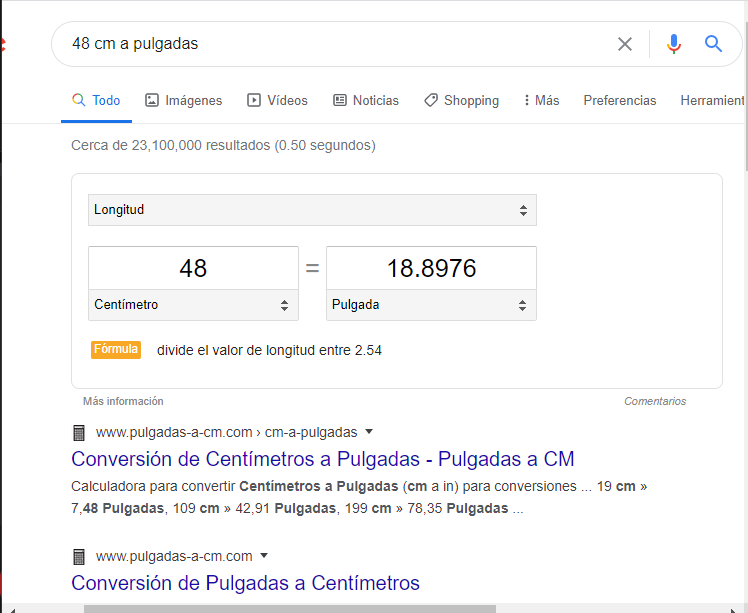 48 cm a pulgadas
Todo Imágenes Vídeos Noticias Shopping Más Preferencias Herramient
Cerca de 23,100,000 resultados (0.50 segundos)
Longitud
48 = 18.8976
Centímetro Pulgada
Fórmula divide el valor de longitud entre 2.54
Más información Comentarios
www.pulgadas-a-cm.com › cm-a-pulgadas
Conversión de Centímetros a Pulgadas - Pulgadas a CM
Calculadora para convertir Centímetros a Pulgadas (cm a in) para conversiones ... 19 cm »
7,48 Pulgadas, 109 cm » 42,91 Pulgadas, 199 cm » 78,35 Pulgadas ...
www.pulgadas-a-cm.com
Conversión de Pulgadas a Centímetros